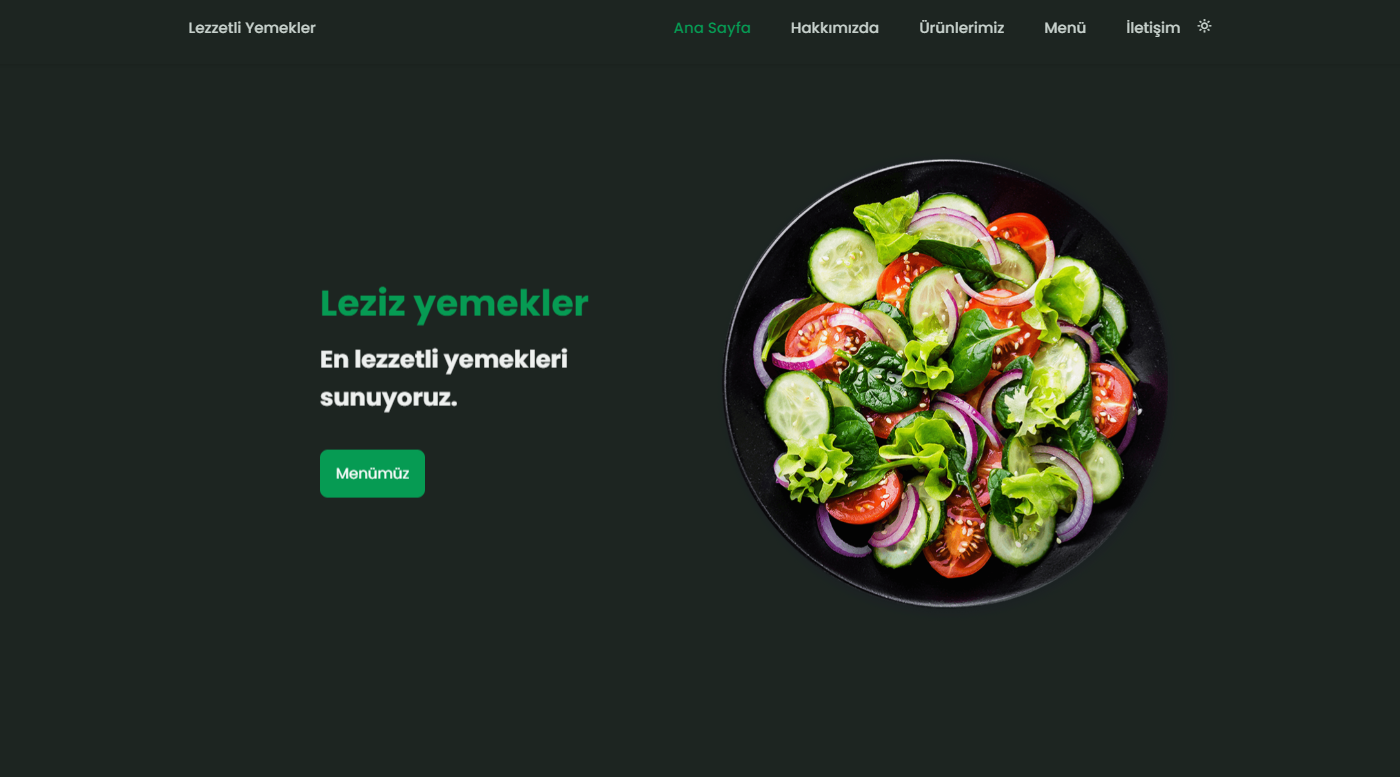 Lezzetli Yemekler
Ana Sayfa Hakkımızda Ürünlerimiz Menü İletişim
Leziz yemekler
En lezzetli yemekleri
sunuyoruz.
Menümüz